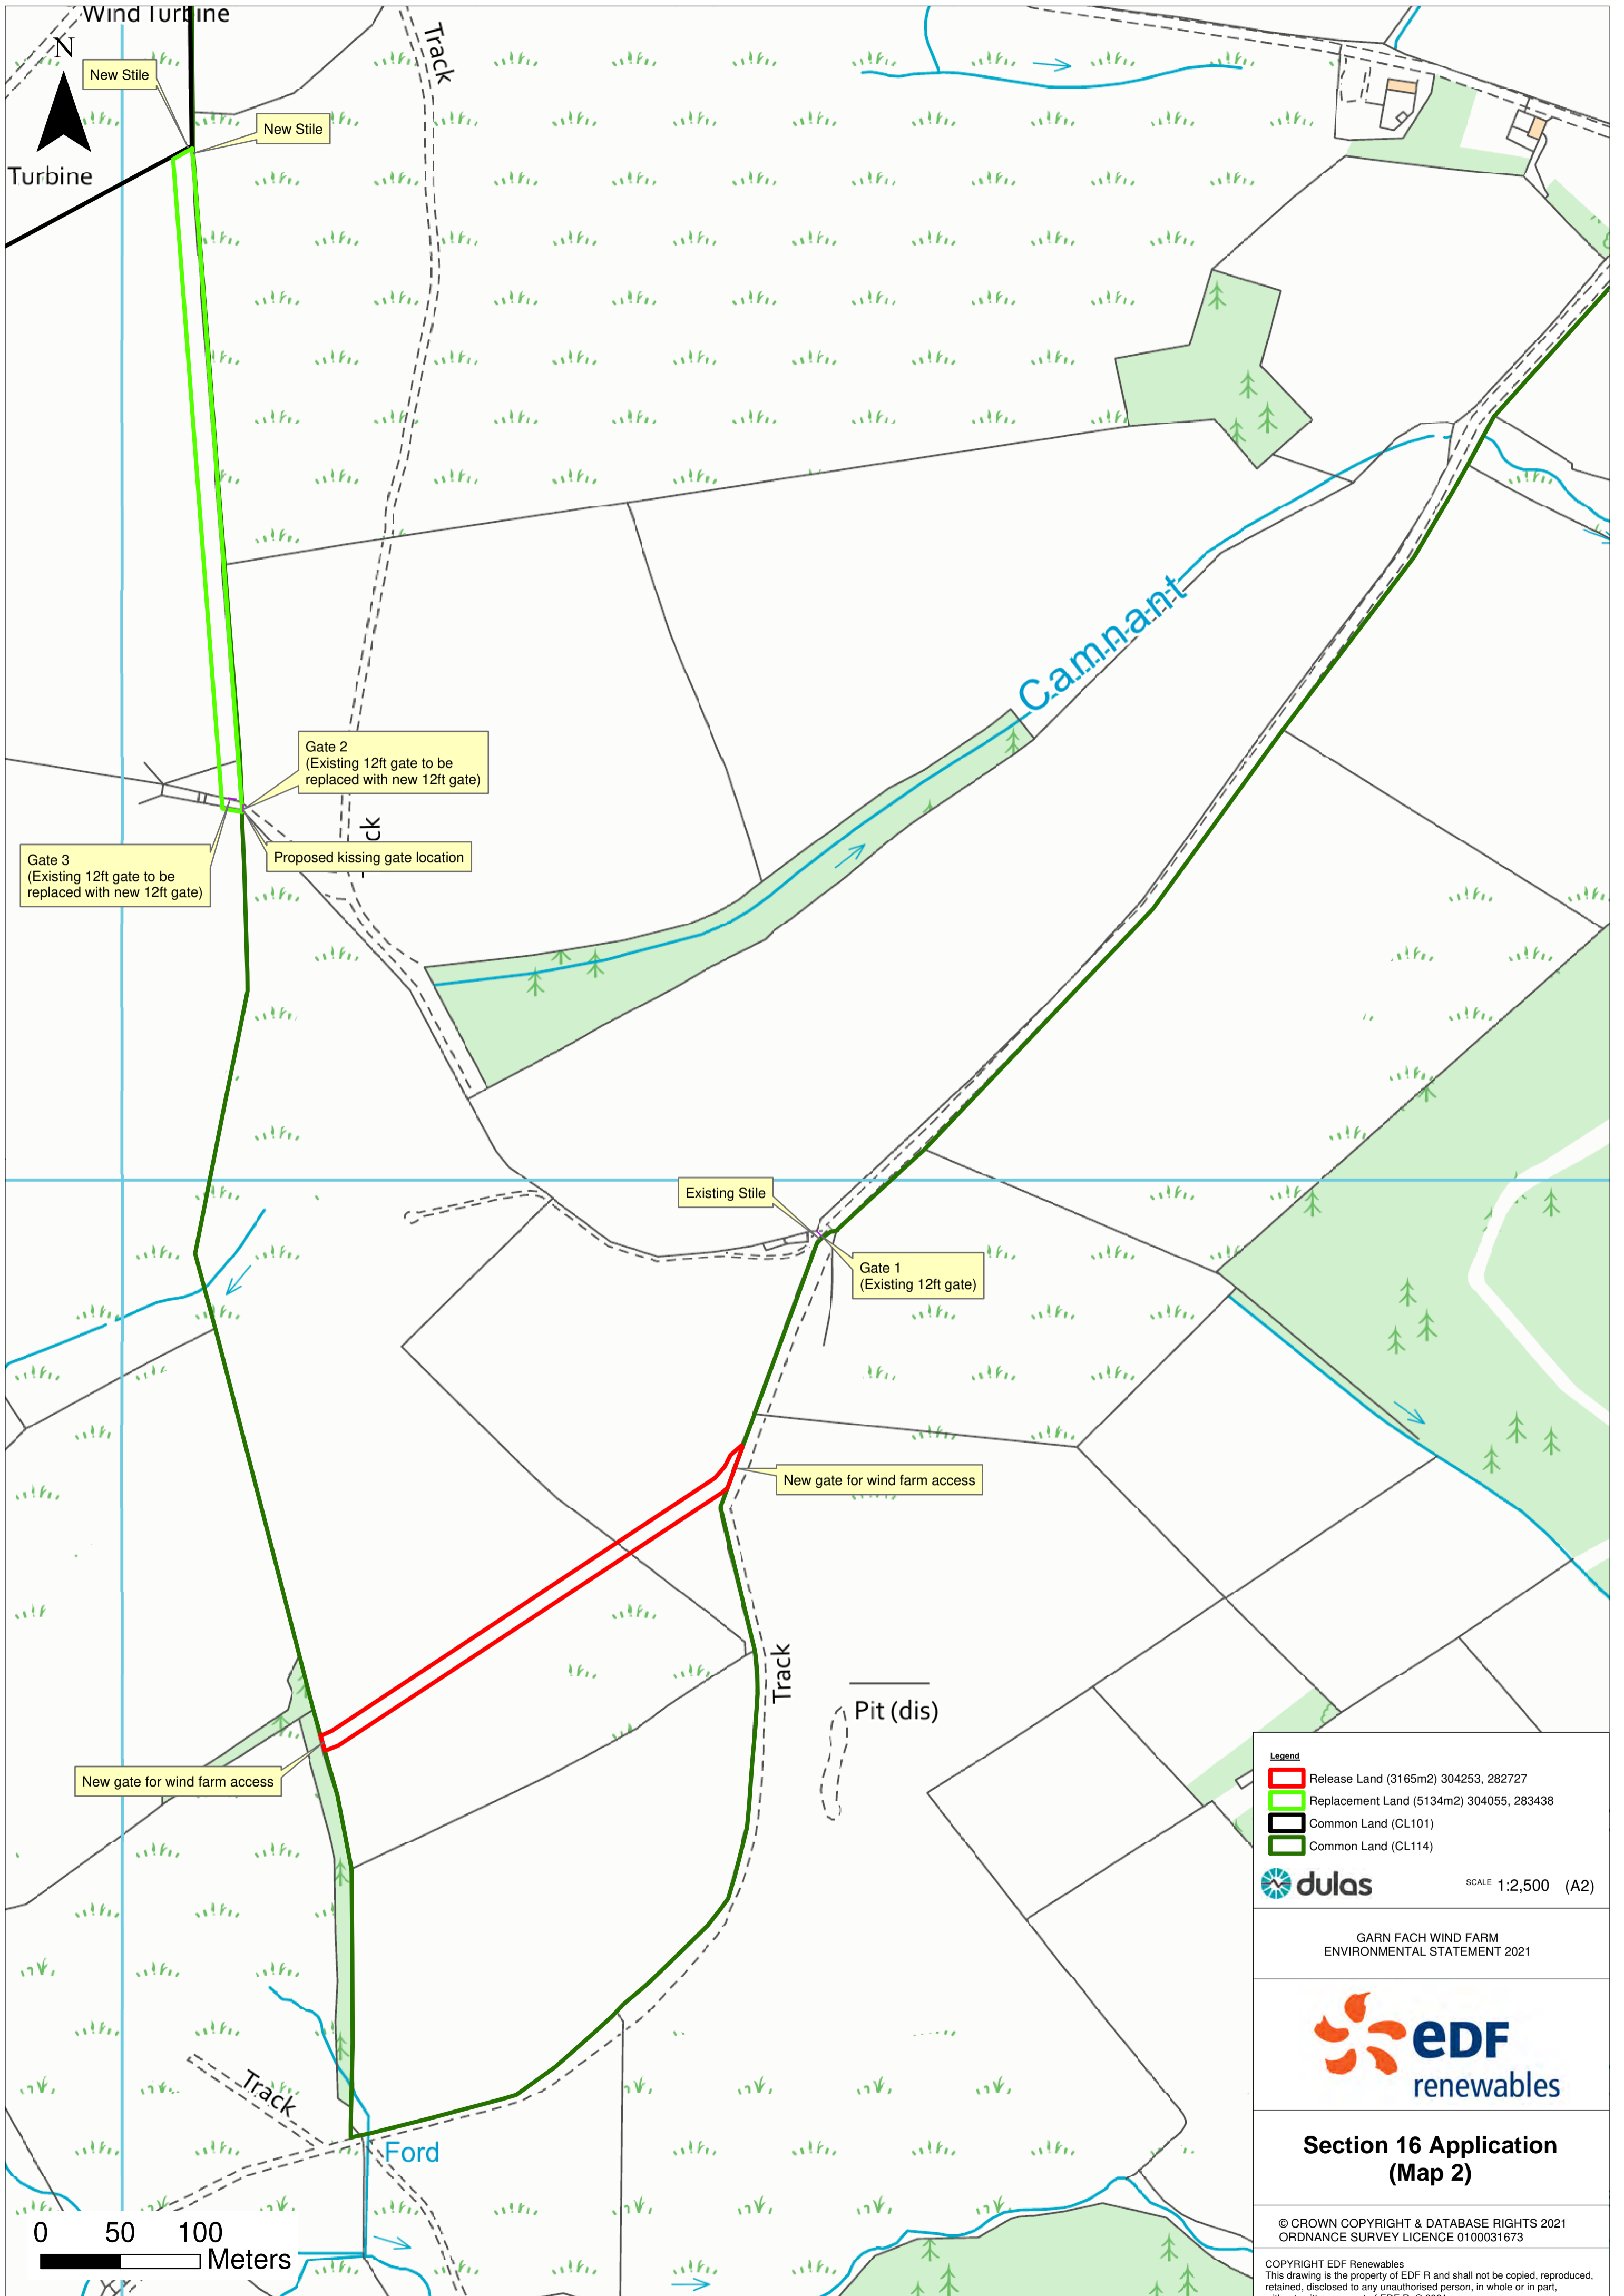 Wind Turbine
N
New Stile
New Stile
Turbine
Track
Camnant
Gate 2
(Existing 12ft gate to be
replaced with new 12ft gate)
ck
Proposed kissing gate location
Gate 3
(Existing 12ft gate to be
replaced with new 12ft gate)
Existing Stile
Gate 1
(Existing 12ft gate)
New gate for wind farm access
Track
Pit (dis)
New gate for wind farm access
Track
Ford
0 50 100
Meters
Legend
Release Land (3165m2) 304253, 282727
Replacement Land (5134m2) 304055, 283438
Common Land (CL101)
Common Land (CL114)
dulas
SCALE 1:2,500 (A2)
GARN FACH WIND FARM
ENVIRONMENTAL STATEMENT 2021
eDF
renewables
Section 16 Application
(Map 2)
© CROWN COPYRIGHT & DATABASE RIGHTS 2021
ORDNANCE SURVEY LICENCE 0100031673
COPYRIGHT EDF Renewables
This drawing is the property of EDF R and shall not be copied, reproduced,
retained, disclosed to any unauthorised person, in whole or in part,